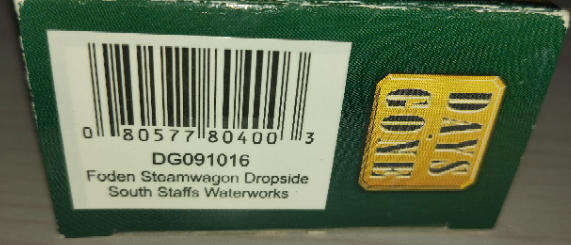 0 80577 80400 3
DG091016
Foden Steamwagon Dropside
South Staffs Waterworks
DAYS
GONE